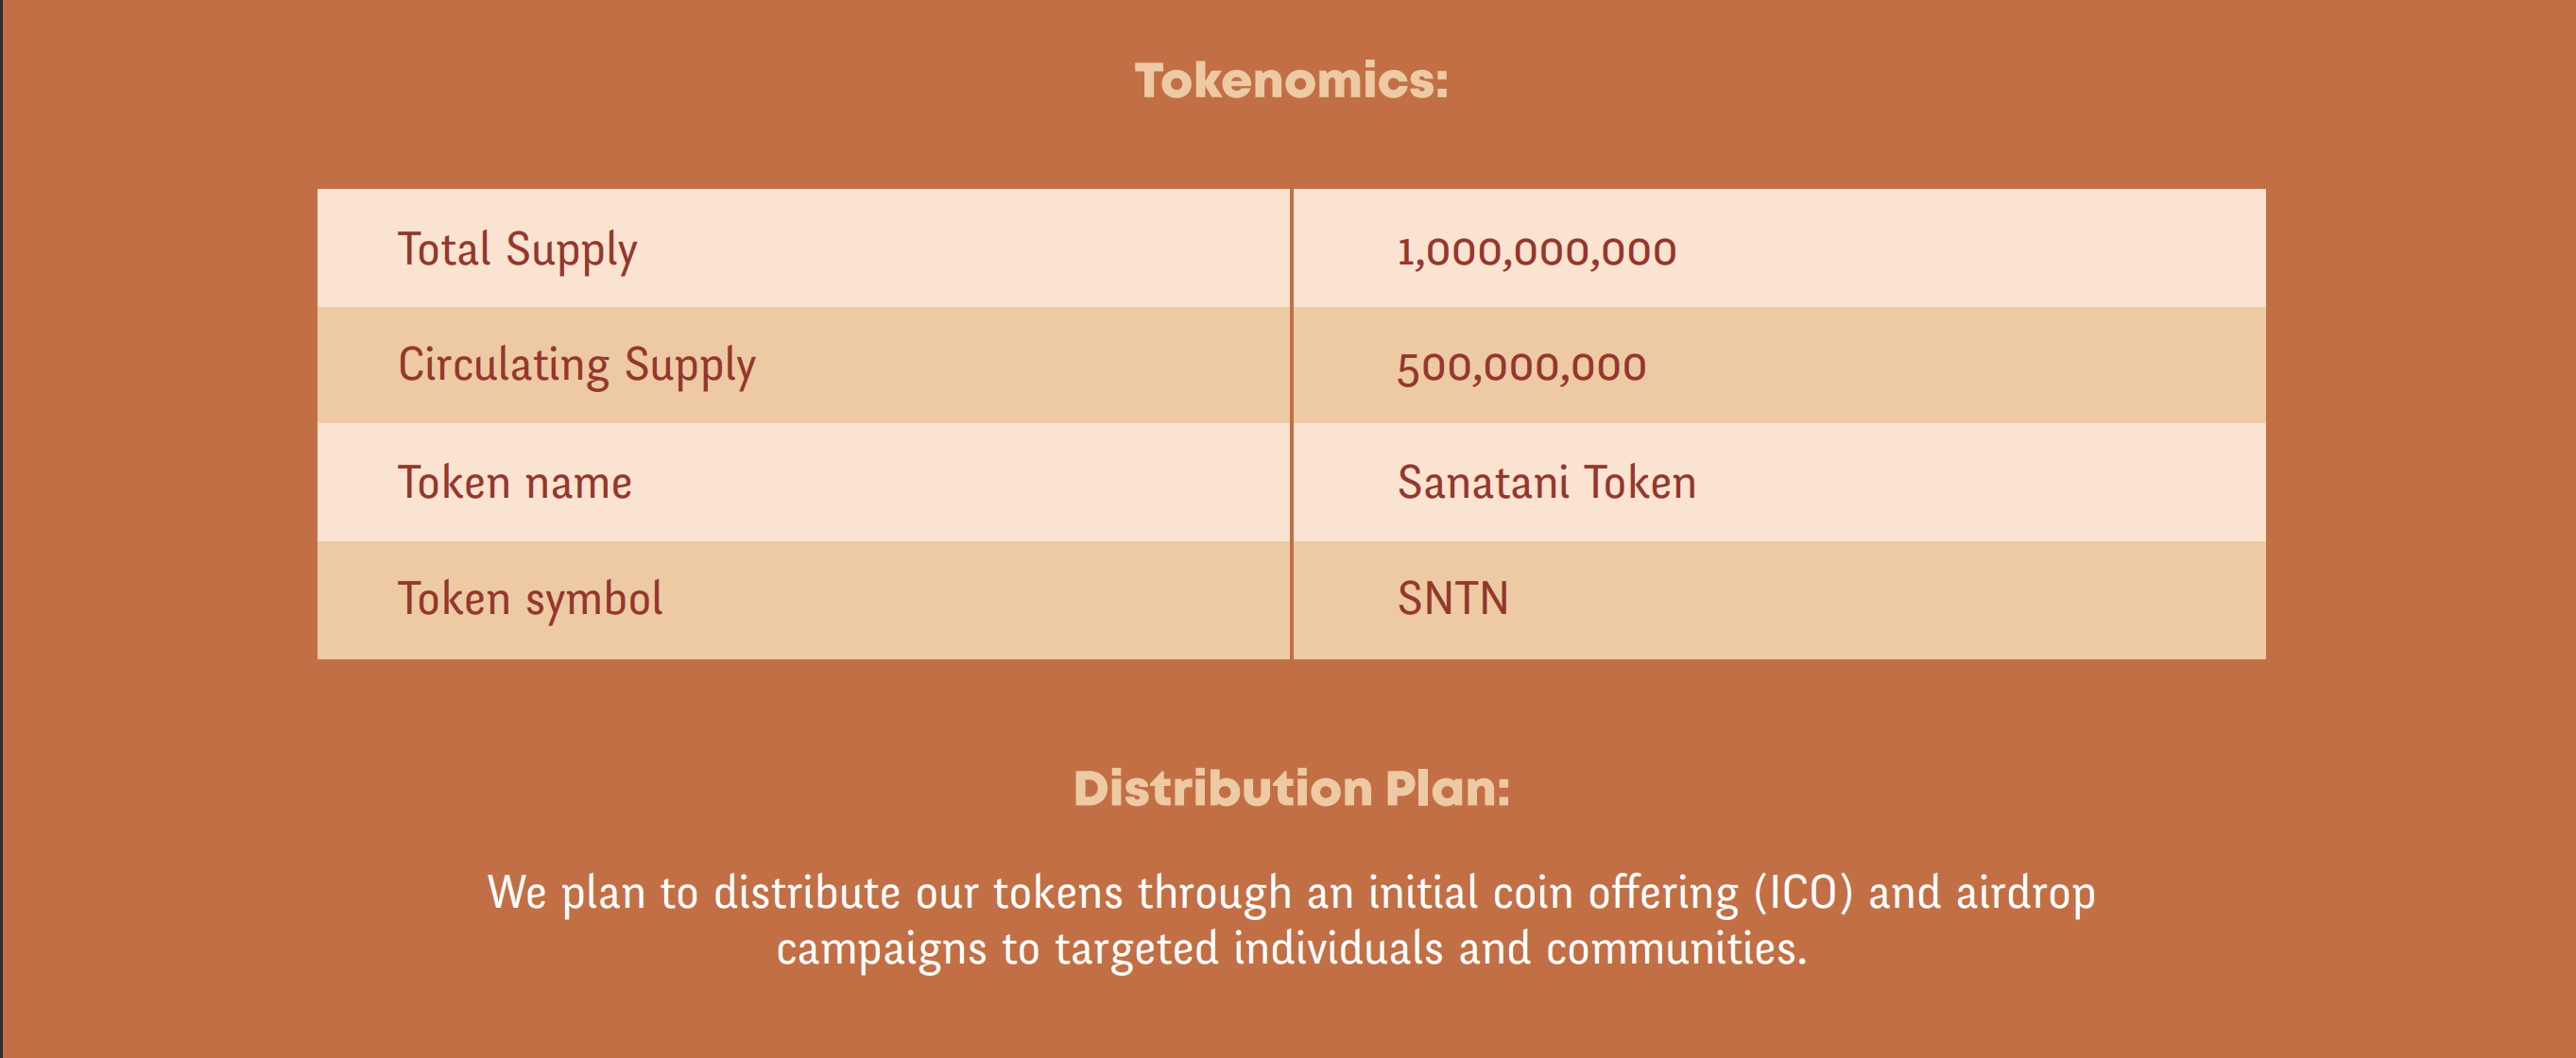 Tokenomics:
Total Supply 1,000,000,000
Circulating Supply 500,000,000
Token name Sanatani Token
Token symbol SNTN
Distribution Plan:
We plan to distribute our tokens through an initial coin offering (ICO) and airdrop
campaigns to targeted individuals and communities.